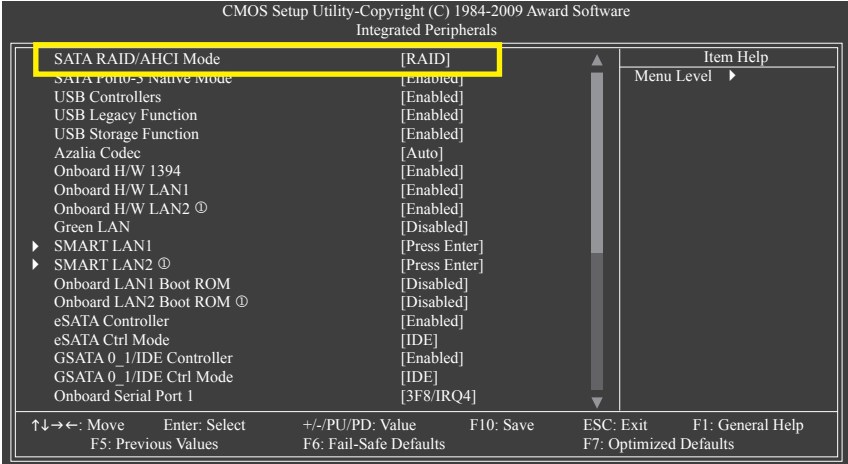 CMOS Setup Utility-Copyright (C) 1984-2009 Award Software
Integrated Peripherals
SATA RAID/AHCI Mode [RAID]
SATA Port0-3 Native Mode [Enabled]
USB Controllers [Enabled]
USB Legacy Function [Enabled]
USB Storage Function [Enabled]
Azalia Codec [Auto]
Onboard H/W 1394 [Enabled]
Onboard H/W LAN1 [Enabled]
Onboard H/W LAN2 ① [Enabled]
Green LAN [Disabled]
SMART LAN1 [Press Enter]
SMART LAN2 ① [Press Enter]
Onboard LAN1 Boot ROM [Disabled]
Onboard LAN2 Boot ROM ① [Disabled]
eSATA Controller [Enabled]
eSATA Ctrl Mode [IDE]
GSATA 0_1/IDE Controller [Enabled]
GSATA 0_1/IDE Ctrl Mode [IDE]
Onboard Serial Port 1 [3F8/IRQ4]
Item Help
Menu Level
↑↓→←: Move Enter: Select +/-/PU/PD: Value F10: Save ESC: Exit F1: General Help
F5: Previous Values F6: Fail-Safe Defaults F7: Optimized Defaults